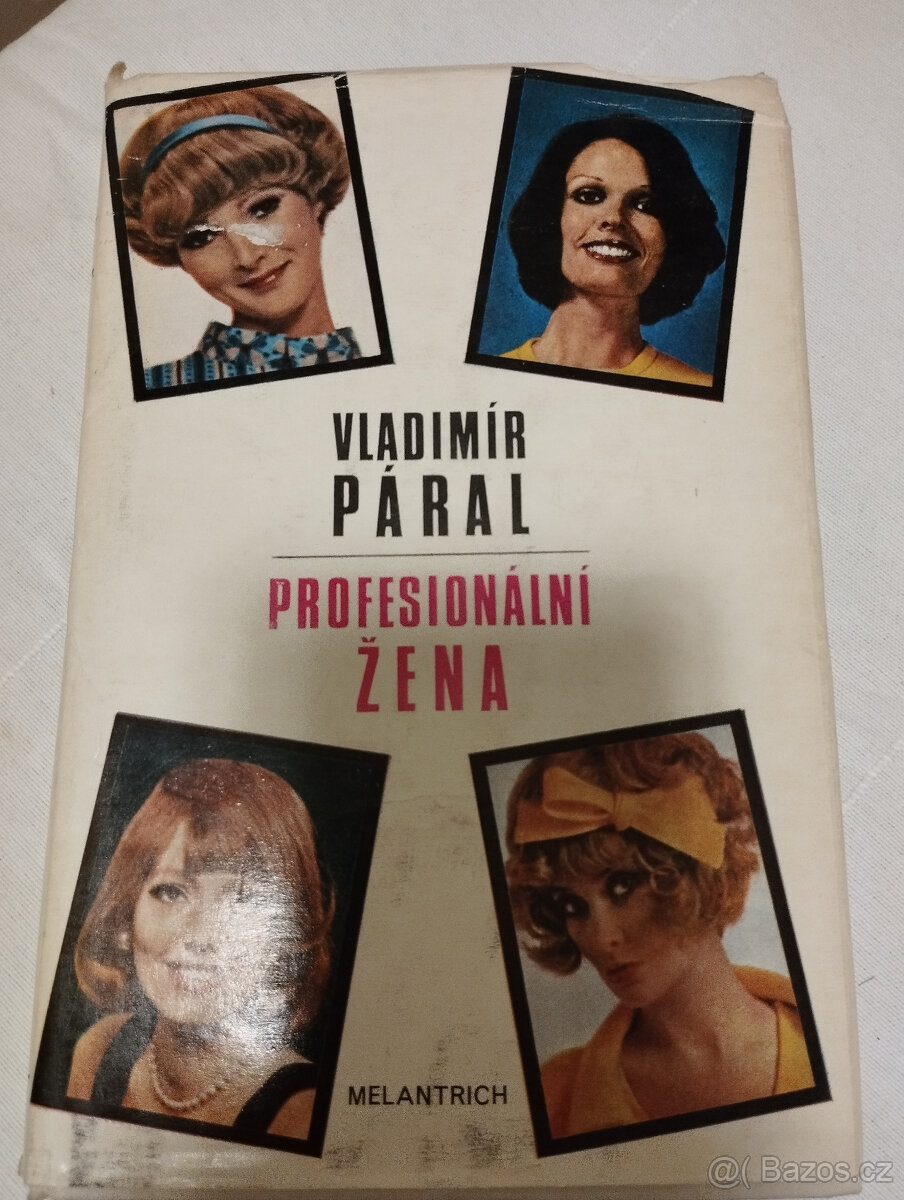 VLADIMÍR
PÁRAL
PROFESIONÁLNÍ
ŽENA
MELANTRICH
@( Bazos.cz